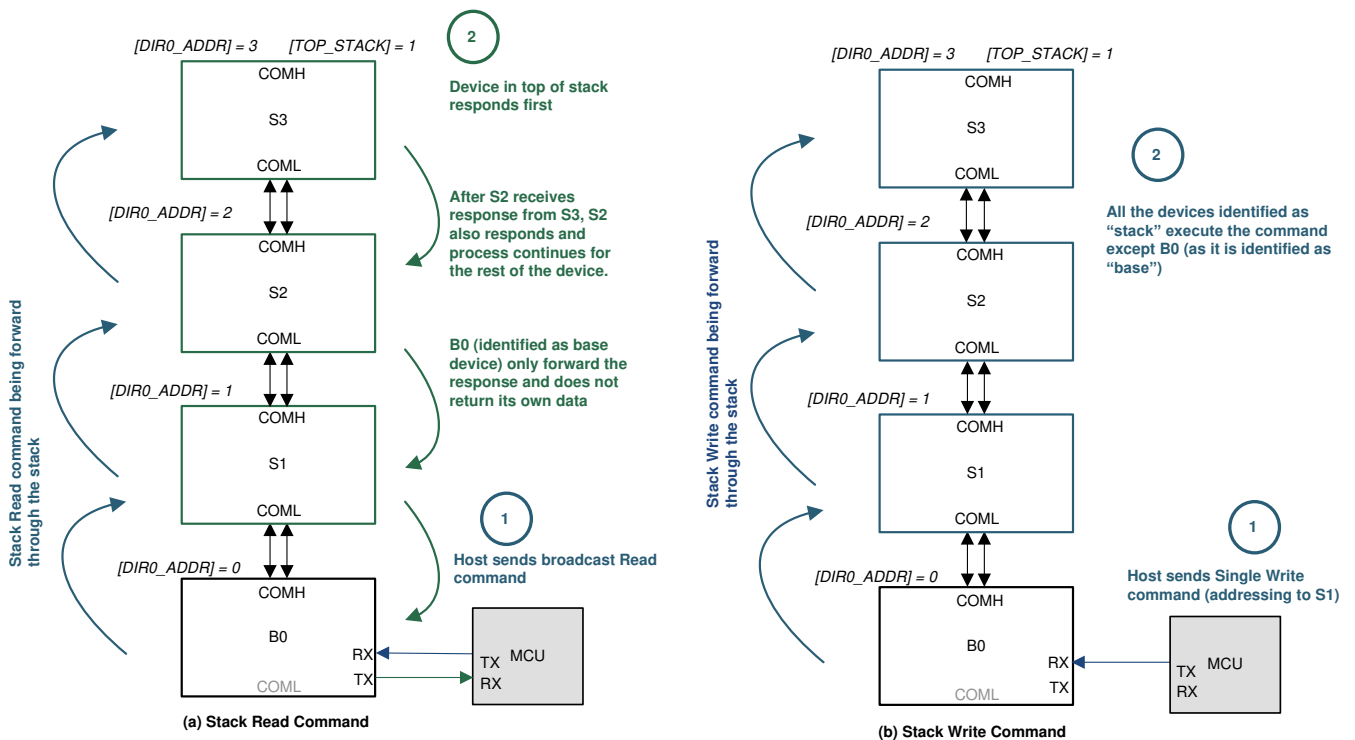 [DIR0_ADDR] = 3 [TOP_STACK] = 1
COMH
S3
COML
[DIR0_ADDR] = 2
COMH
S2
COML
[DIR0_ADDR] = 1
COMH
S1
COML
[DIR0_ADDR] = 0
COMH
B0
RX
TX
COML
TX
MCU
RX
Stack Read command being forward
through the stack
2
Device in top of stack
responds first
After S2 receives
response from S3, S2
also responds and
process continues for
the rest of the device.
B0 (identified as base
device) only forward the
response and does not
return its own data
1
Host sends broadcast Read
command
(a) Stack Read Command
[DIR0_ADDR] = 3 [TOP_STACK] = 1
COMH
S3
COML
[DIR0_ADDR] = 2
COMH
S2
COML
[DIR0_ADDR] = 1
COMH
S1
COML
[DIR0_ADDR] = 0
COMH
B0
RX
TX
COML
TX
MCU
RX
Stack Write command being forward
through the stack
2
All the devices identified as
“stack” execute the command
except B0 (as it is identified as
“base”)
1
Host sends Single Write
command (addressing to S1)
(b) Stack Write Command